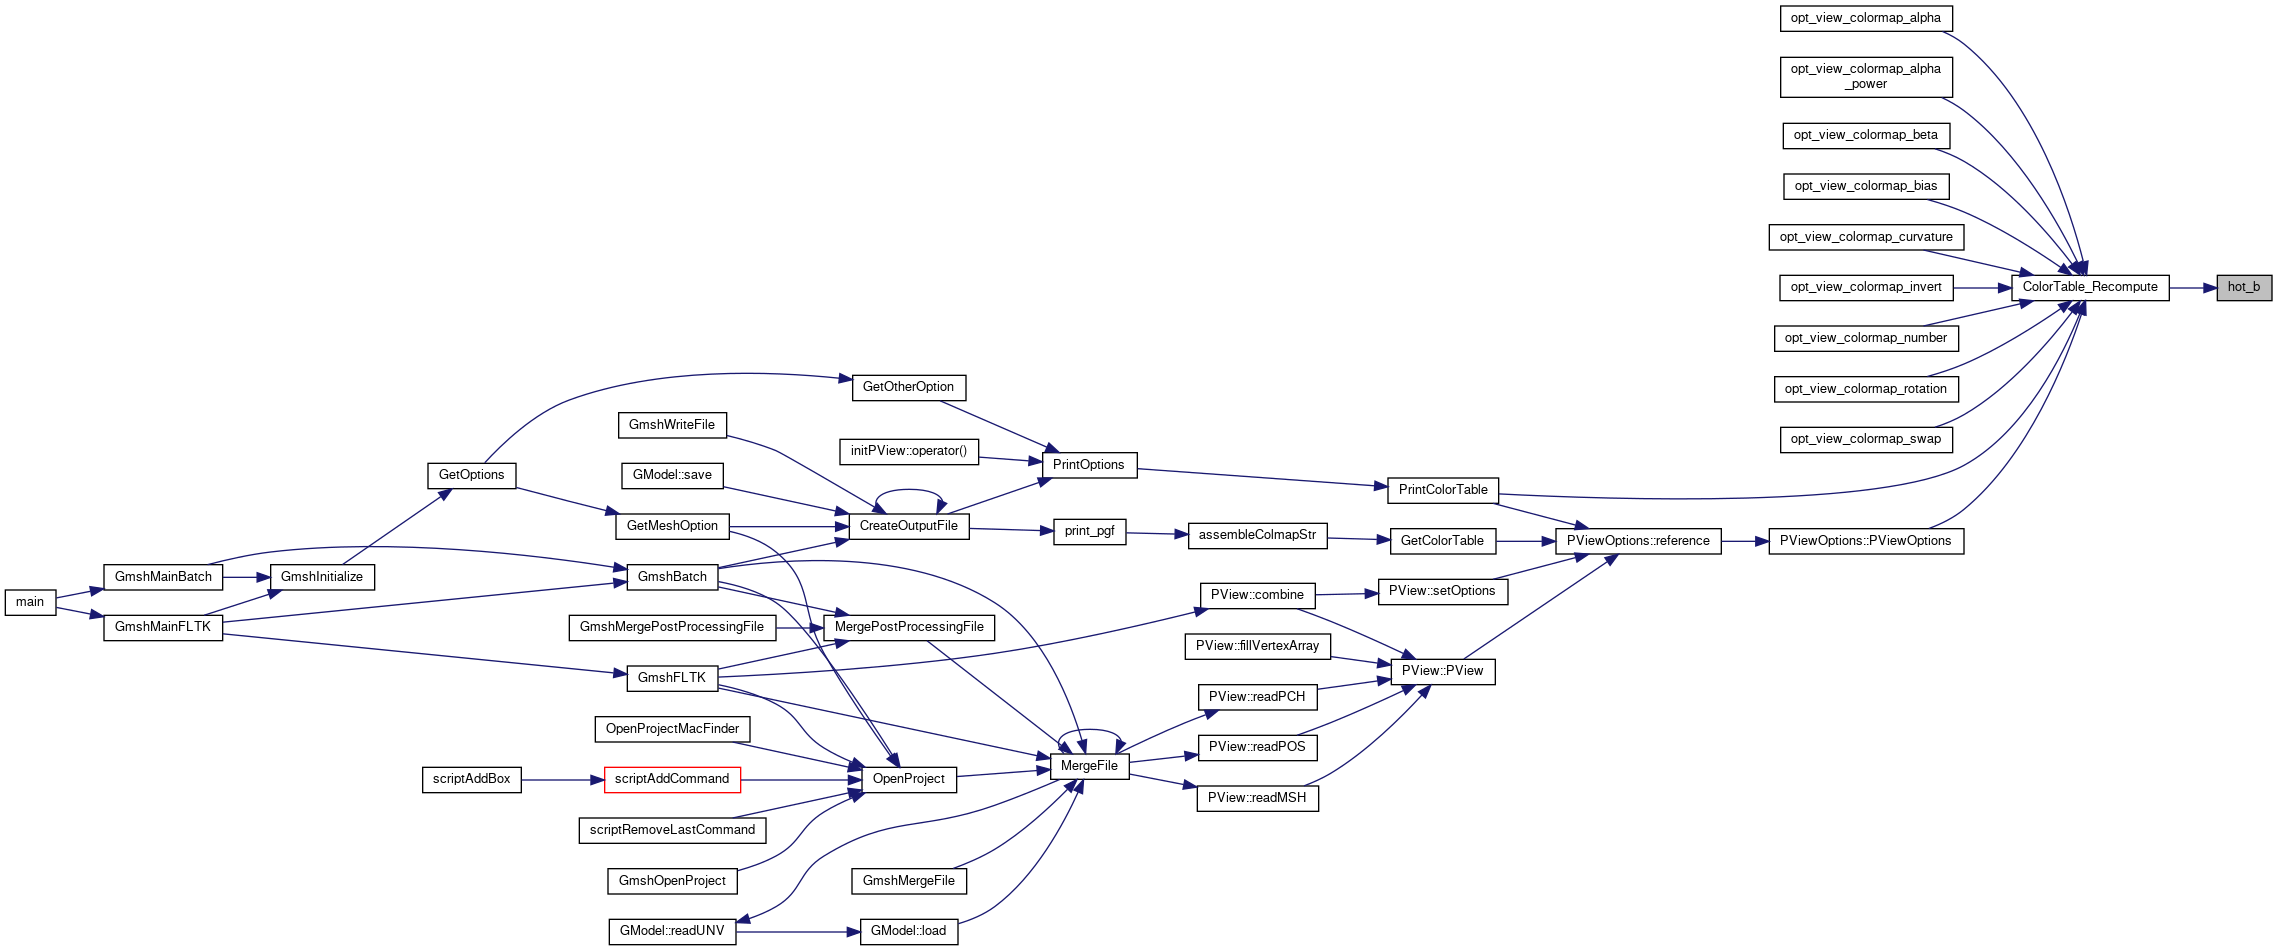 opt_view_colormap_alpha
opt_view_colormap_alpha
_power
opt_view_colormap_beta
opt_view_colormap_bias
opt_view_colormap_curvature
ColorTable_Recompute
hot_b
opt_view_colormap_invert
opt_view_colormap_number
opt_view_colormap_rotation
opt_view_colormap_swap
GetOtherOption
GmshWriteFile
initPView::operator()
PrintOptions
GetOptions
GModel::save
PrintColorTable
GetMeshOption
CreateOutputFile
print_pgf
assembleColmapStr
GetColorTable
PViewOptions::reference
PViewOptions::PViewOptions
GmshMainBatch
GmshInitialize
GmshBatch
main
PView::combine
PView::setOptions
GmshMainFLTK
GmshMergePostProcessingFile
MergePostProcessingFile
PView::fillVertexArray
GmshFLTK
PView::PView
PView::readPCH
OpenProjectMacFinder
PView::readPOS
MergeFile
scriptAddBox
scriptAddCommand
OpenProject
PView::readMSH
scriptRemoveLastCommand
GmshOpenProject
GmshMergeFile
GModel::readUNV
GModel::load